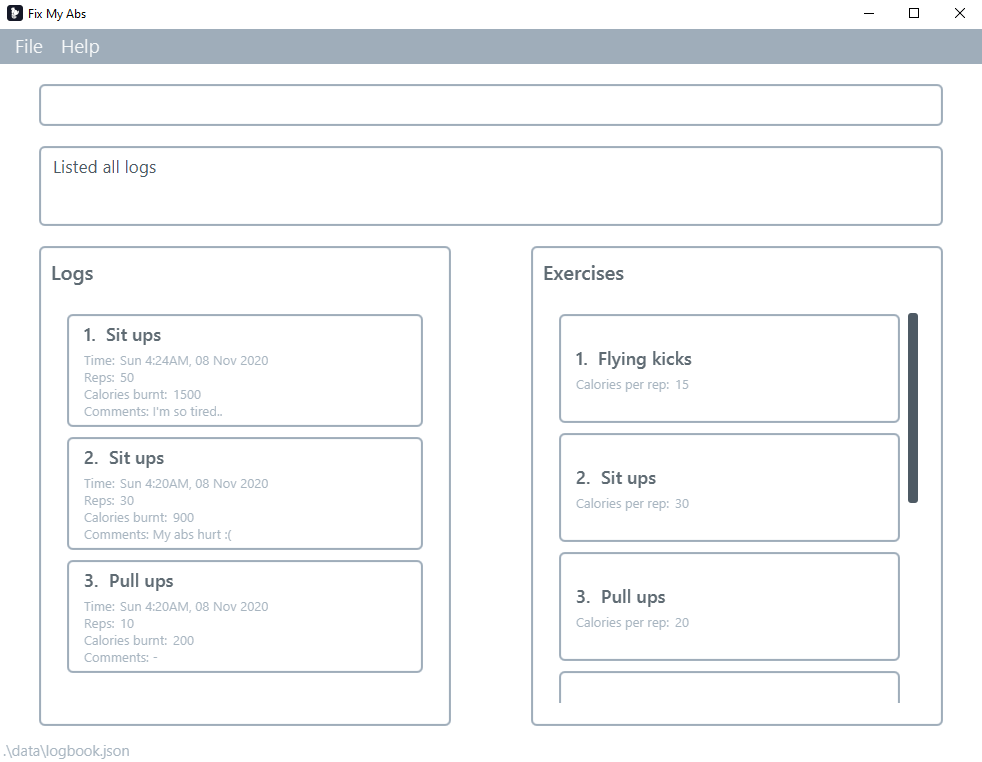 Fix My Abs
File Help
Listed all logs
Logs
1. Sit ups
Time: Sun 4:24AM, 08 Nov 2020
Reps: 50
Calories burnt: 1500
Comments: I'm so tired..
2. Sit ups
Time: Sun 4:20AM, 08 Nov 2020
Reps: 30
Calories burnt: 900
Comments: My abs hurt :(
3. Pull ups
Time: Sun 4:20AM, 08 Nov 2020
Reps: 10
Calories burnt: 200
Comments: -
Exercises
1. Flying kicks
Calories per rep: 15
2. Sit ups
Calories per rep: 30
3. Pull ups
Calories per rep: 20
.\data\logbook.json